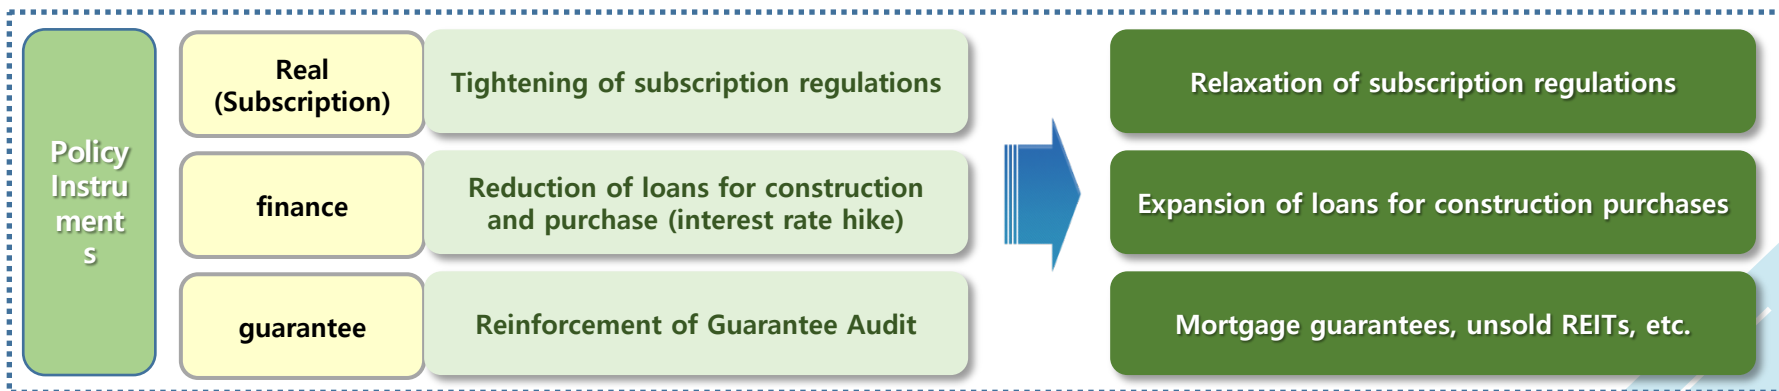 Policy
Instru
ment
s
Real
(Subscription)
Tightening of subscription regulations
Relaxation of subscription regulations
finance
Reduction of loans for construction
and purchase (interest rate hike)
Expansion of loans for construction purchases
guarantee
Reinforcement of Guarantee Audit
Mortgage guarantees, unsold REITs, etc.